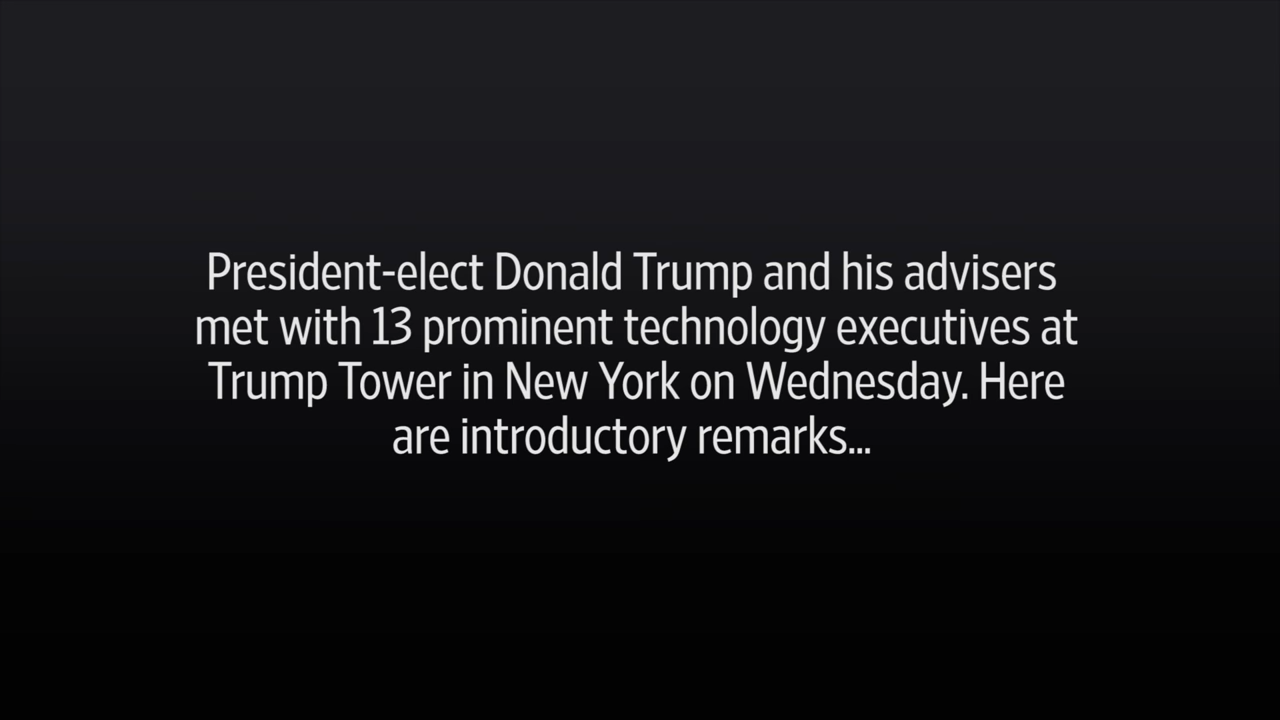 President-elect Donald Trump and his advisers
met with 13 prominent technology executives at
Trump Tower in New York on Wednesday. Here
are introductory remarks...